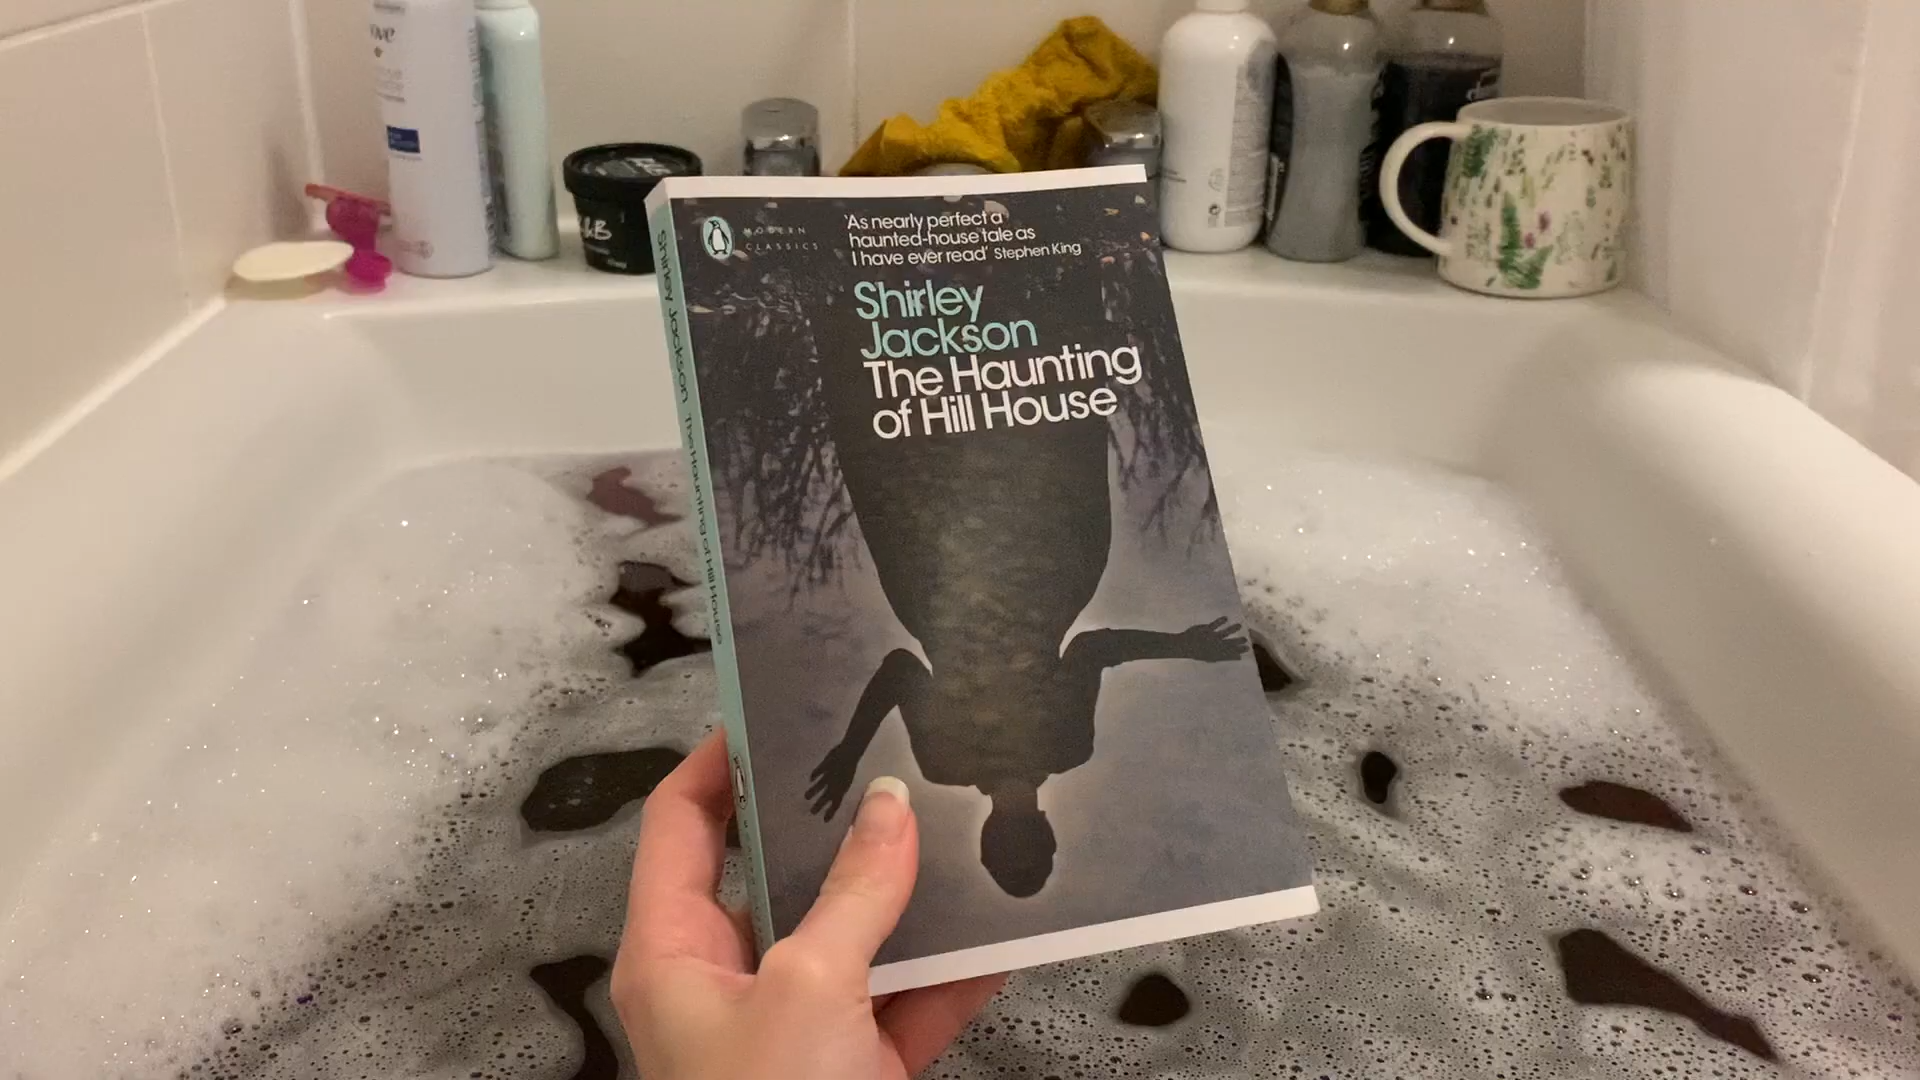 ove
MODERN
CLASSICS
'As nearly perfect a
haunted-house tale as
I have ever read' Stephen King
Shirley
Jackson
The Haunting
of Hill House
Shirley Jackson The Haunting of Hill House